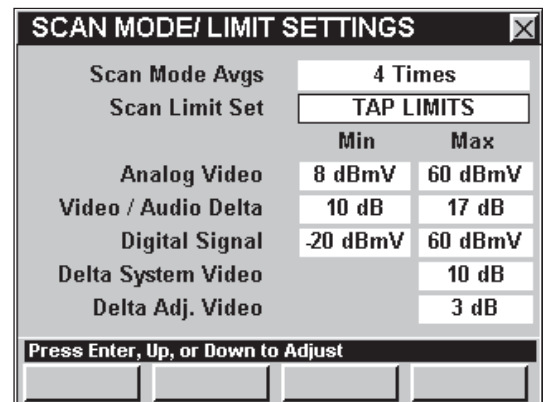 SCAN MODE/ LIMIT SETTINGS
Scan Mode Avgs 4 Times
Scan Limit Set TAP LIMITS
Min Max
Analog Video 8 dBmV 60 dBmV
Video / Audio Delta 10 dB 17 dB
Digital Signal -20 dBmV 60 dBmV
Delta System Video 10 dB
Delta Adj. Video 3 dB
Press Enter, Up, or Down to Adjust